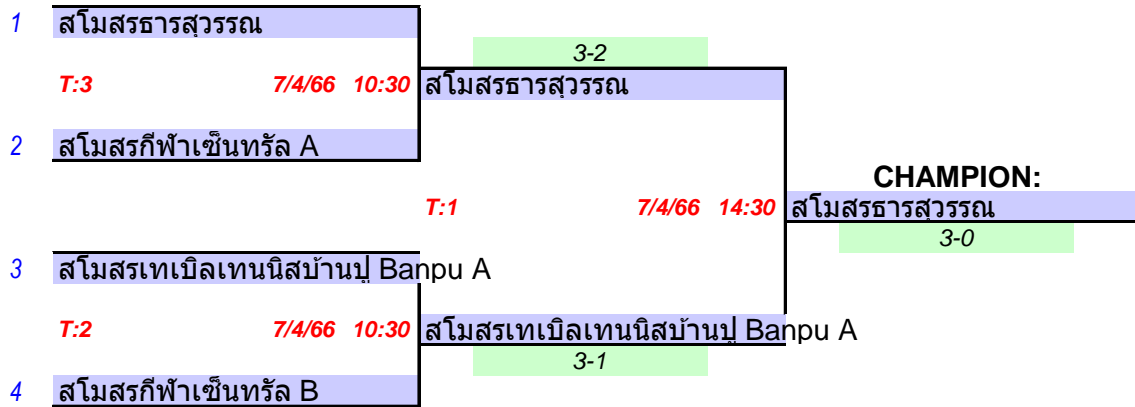 1 สโมสรธารสุวรรณ
3-2
T:3 7/4/66 10:30 สโมสรธารสุวรรณ
2 สโมสรกีฬาเซ็นทรัล A
CHAMPION:
T:1 7/4/66 14:30 สโมสรธารสุวรรณ
3-0
3 สโมสรเทเบิลเทนนิสบ้านปู Banpu A
T:2 7/4/66 10:30 สโมสรเทเบิลเทนนิสบ้านปู Banpu A
3-1
4 สโมสรกีฬาเซ็นทรัล B